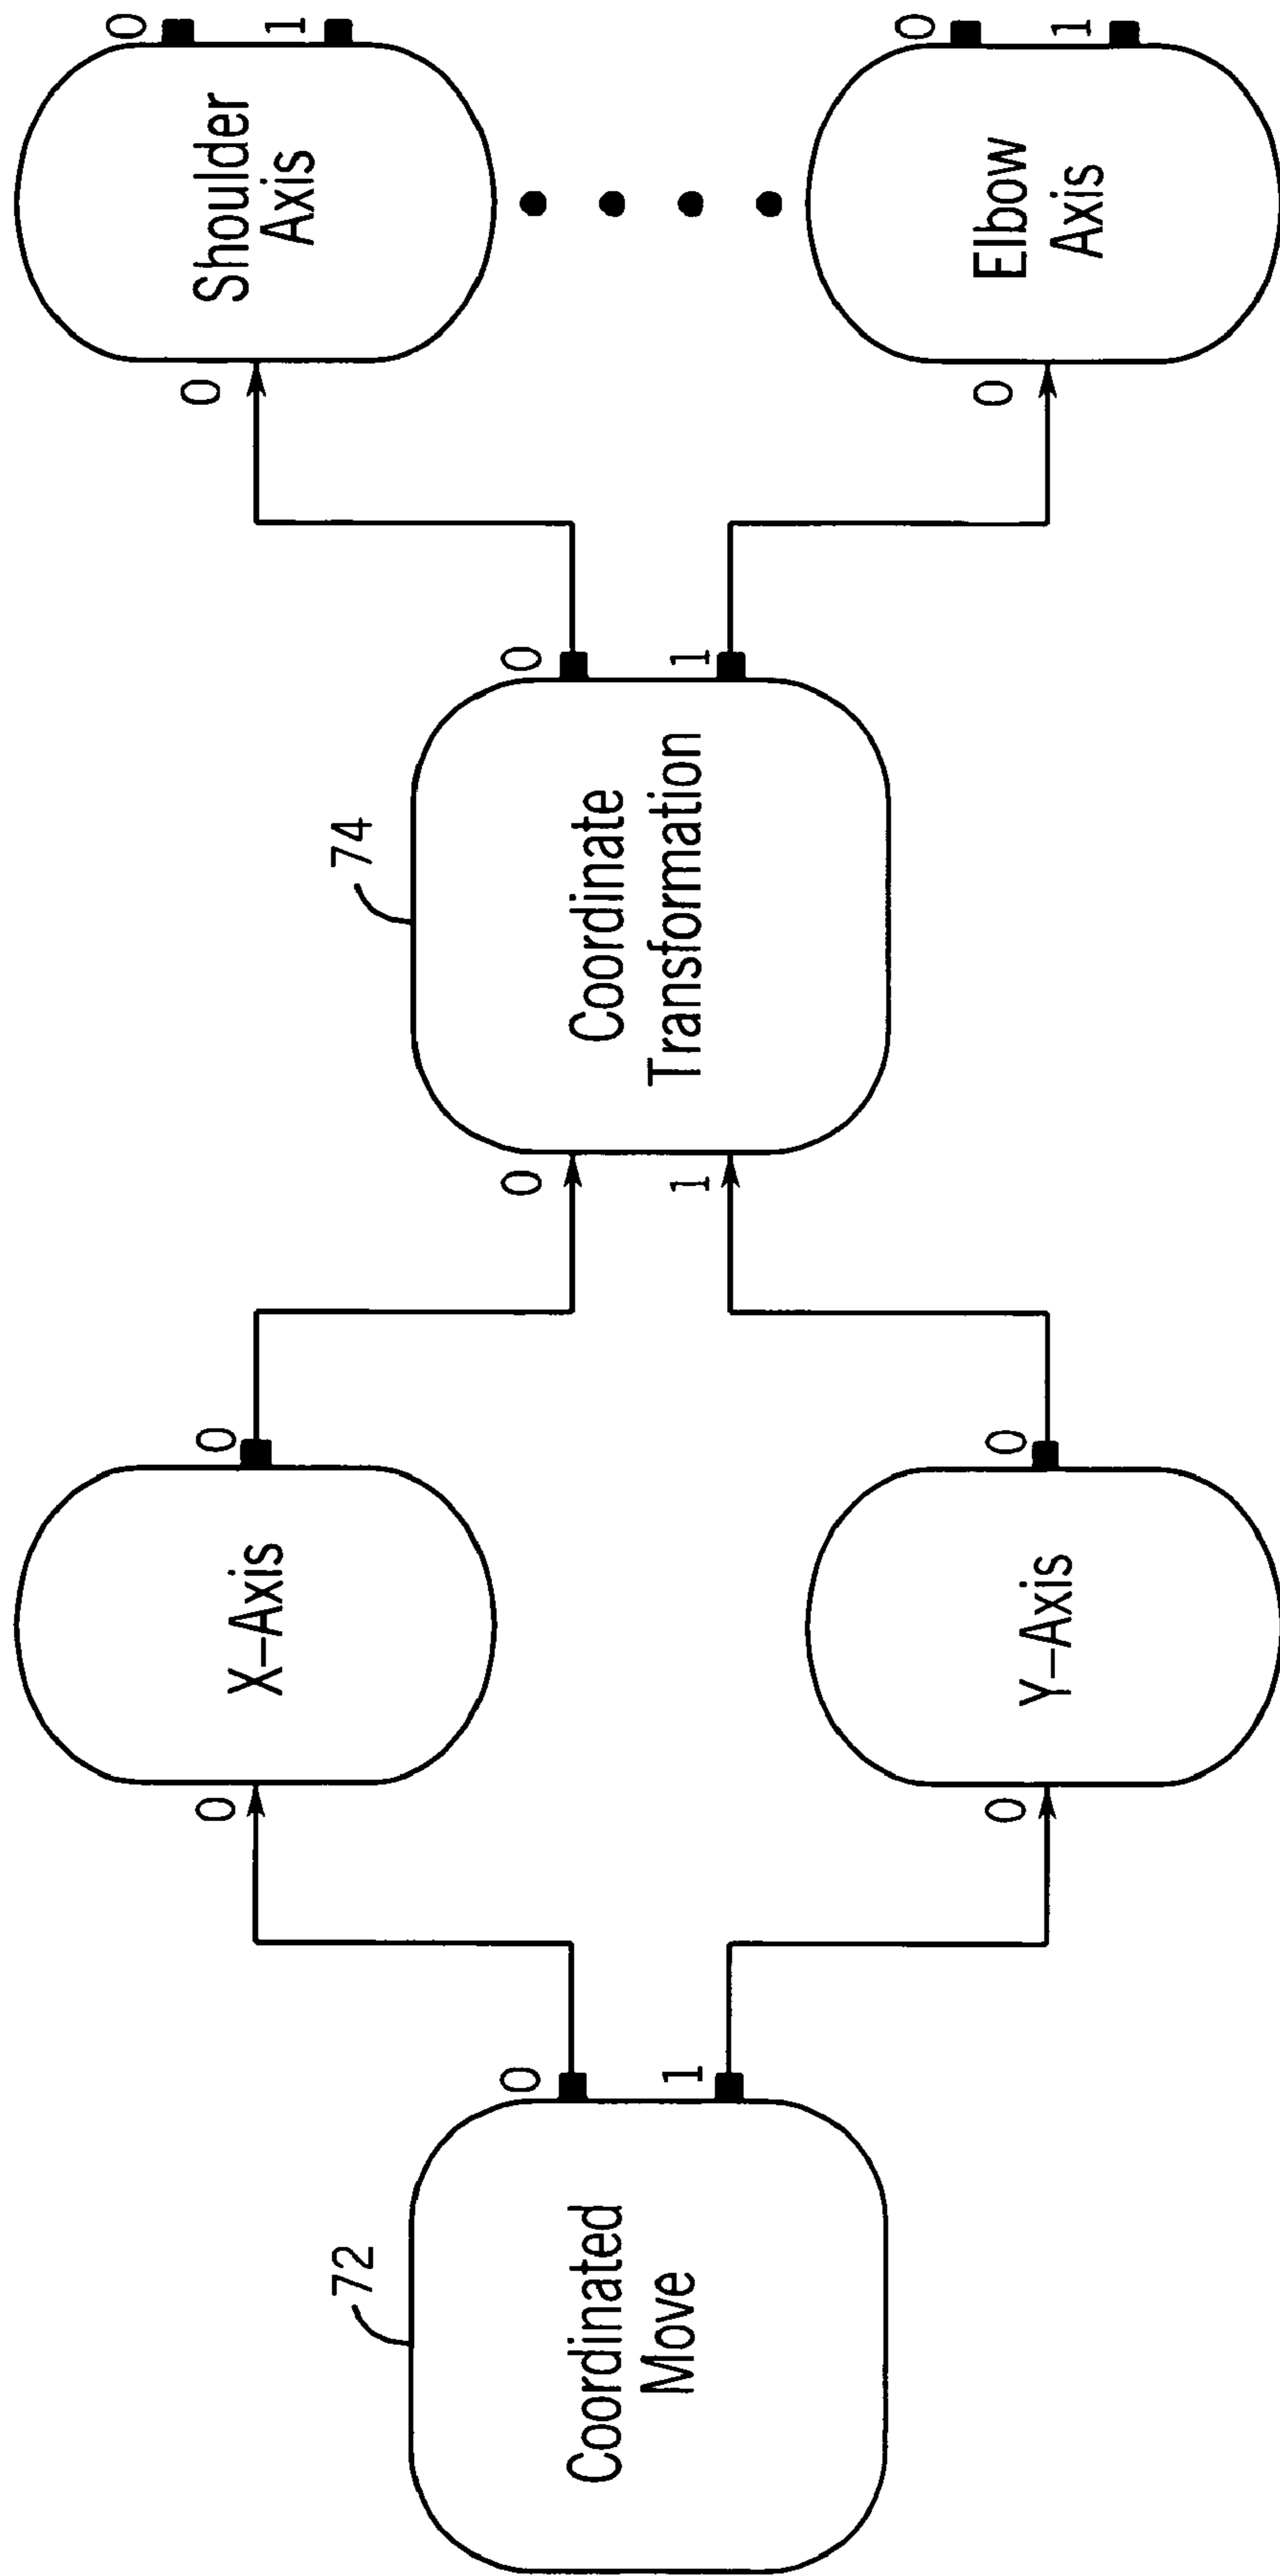 72
Coordinated
Move
0
1
0
X–Axis
0
0
Y–Axis
0
74
0
1
Coordinate
Transformation
0
1
0
Shoulder
Axis
0
1
0
Elbow
Axis
0
1